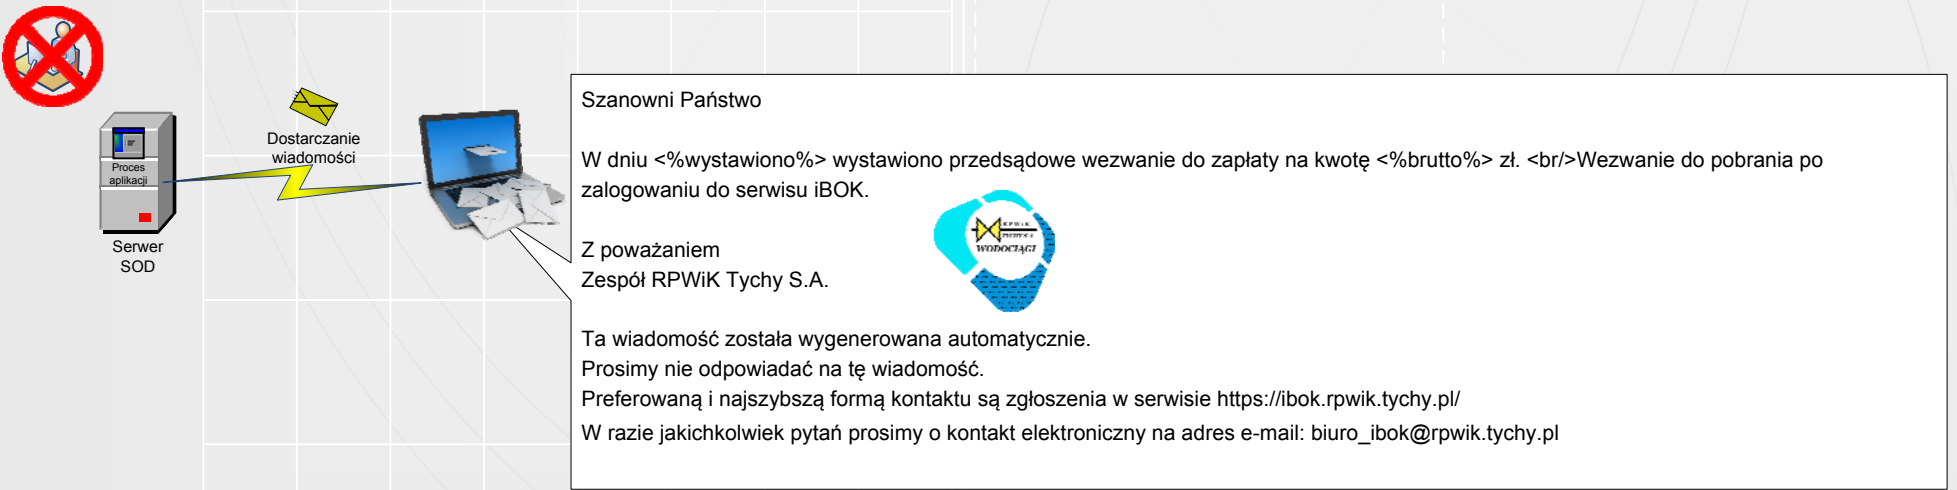 Proces
aplikacji
Serwer
SOD
Dostarczanie
wiadomości
Szanowni Państwo
W dniu <%wystawiono%> wystawiono przedsądowe wezwanie do zapłaty na kwotę <%brutto%> zł. <br/>Wezwanie do pobrania po
zalogowaniu do serwisu iBOK.
RPWiK
TYCHY S.A.
WODOCIĄGI
Z poważaniem
Zespół RPWiK Tychy S.A.
Ta wiadomość została wygenerowana automatycznie.
Prosimy nie odpowiadać na tę wiadomość.
Preferowaną i najszybszą formą kontaktu są zgłoszenia w serwisie https://ibok.rpwik.tychy.pl/
W razie jakichkolwiek pytań prosimy o kontakt elektroniczny na adres e-mail: biuro_ibok@rpwik.tychy.pl